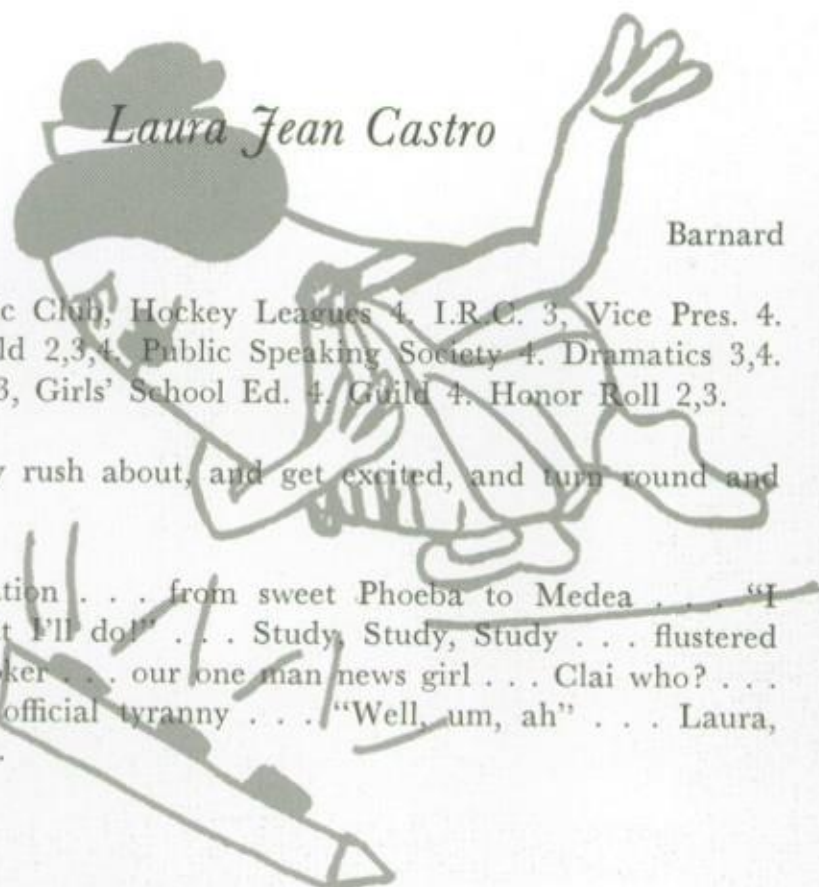 Laura Jean Castro
Barnard
Club, Hockey Leagues 4. I.R.C. 3, Vice Pres. 4.
2,3,4. Public Speaking Society 4. Dramatics 3,4.
3, Girls' School Ed. 4. Guild 4. Honor Roll 2,3.
rush about, and get excited, and turn round and
. . . from sweet Phoeba to Medea . . . "I
I'll do!" . . . Study, Study, Study . . . flustered
. . . our one man news girl . . . Clai who? . . .
official tyranny . . . "Well, um, ah" . . . Laura,